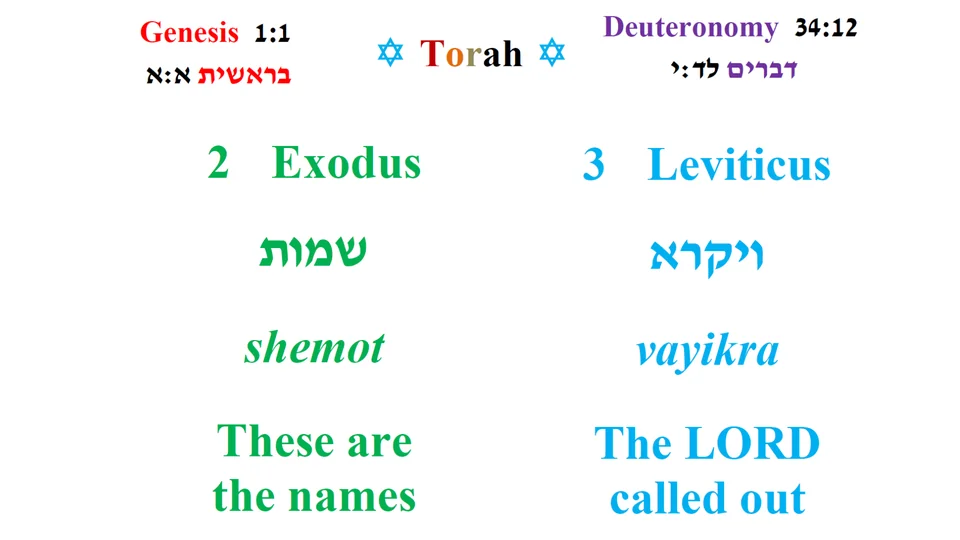 Genesis 1:1
בראשית א:א
✡ Torah ✡
Deuteronomy 34:12
דברים לד:י
2 Exodus
שמות
shemot
These are
the names
3 Leviticus
ויקרא
vayikra
The LORD
called out